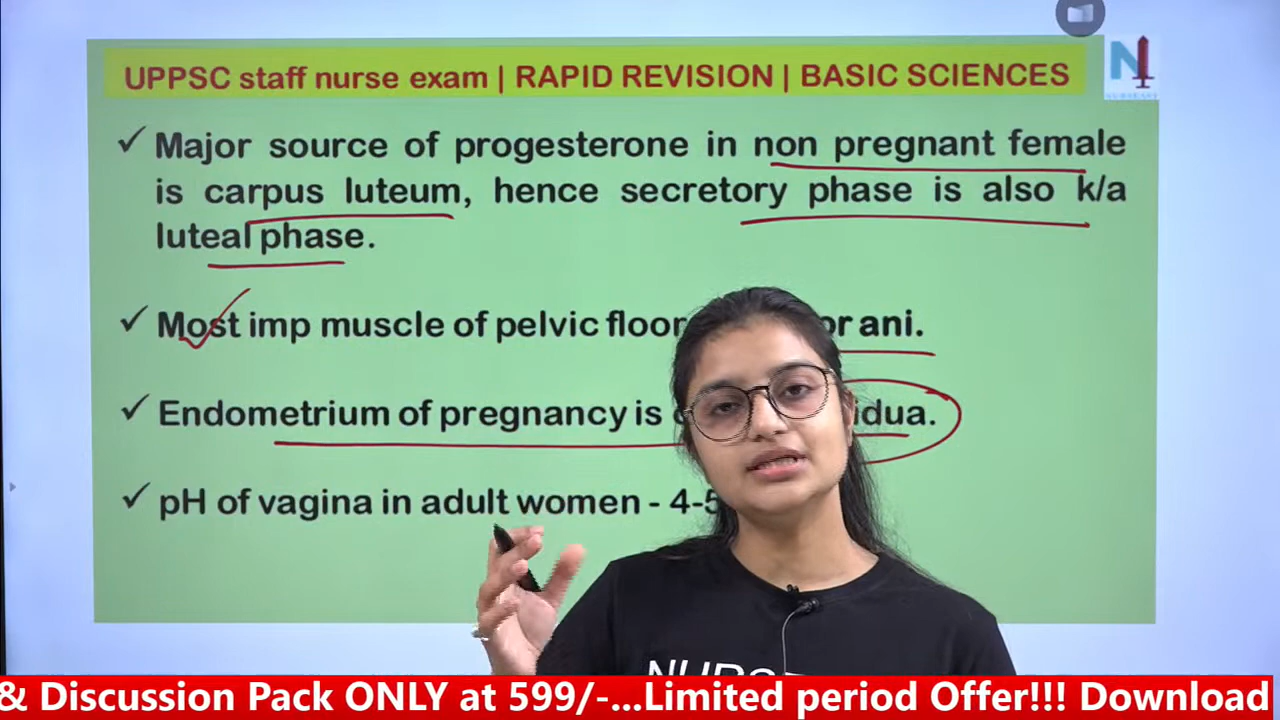 UPPSC staff nurse exam | RAPID REVISION | BASIC SCIENCES
N
Major source of progesterone in non pregnant female
is carpus luteum, hence secretory phase is also k/a
luteal phase.
Most imp muscle of pelvic floor or ani.
Endometrium of pregnancy is idua.
pH of vagina in adult women - 4-5
& Discussion Pack ONLY at 599/-...Limited period Offer!!! Download